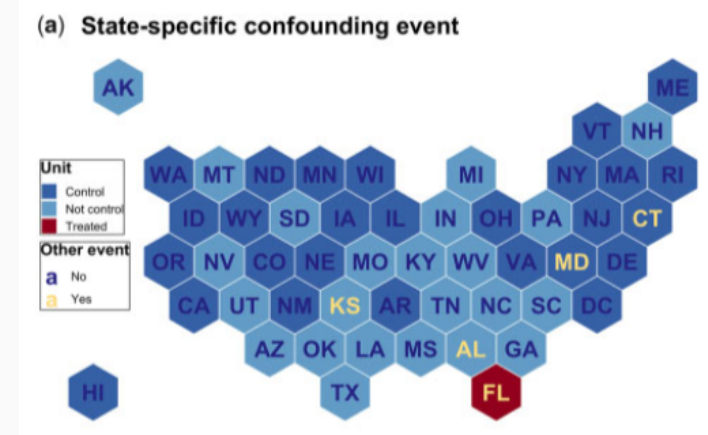 (a) State-specific confounding event
AK
ME
VT NH
Unit
Control
Not control
Treated
Other event
a No
a Yes
WA MT ND MN WI MI NY MA RI
ID WY SD IA IL IN OH PA NJ CT
OR NV CO NE MO KY WV VA MD DE
CA UT NM KS AR TN NC SC DC
AZ OK LA MS AL GA
HI
TX
FL